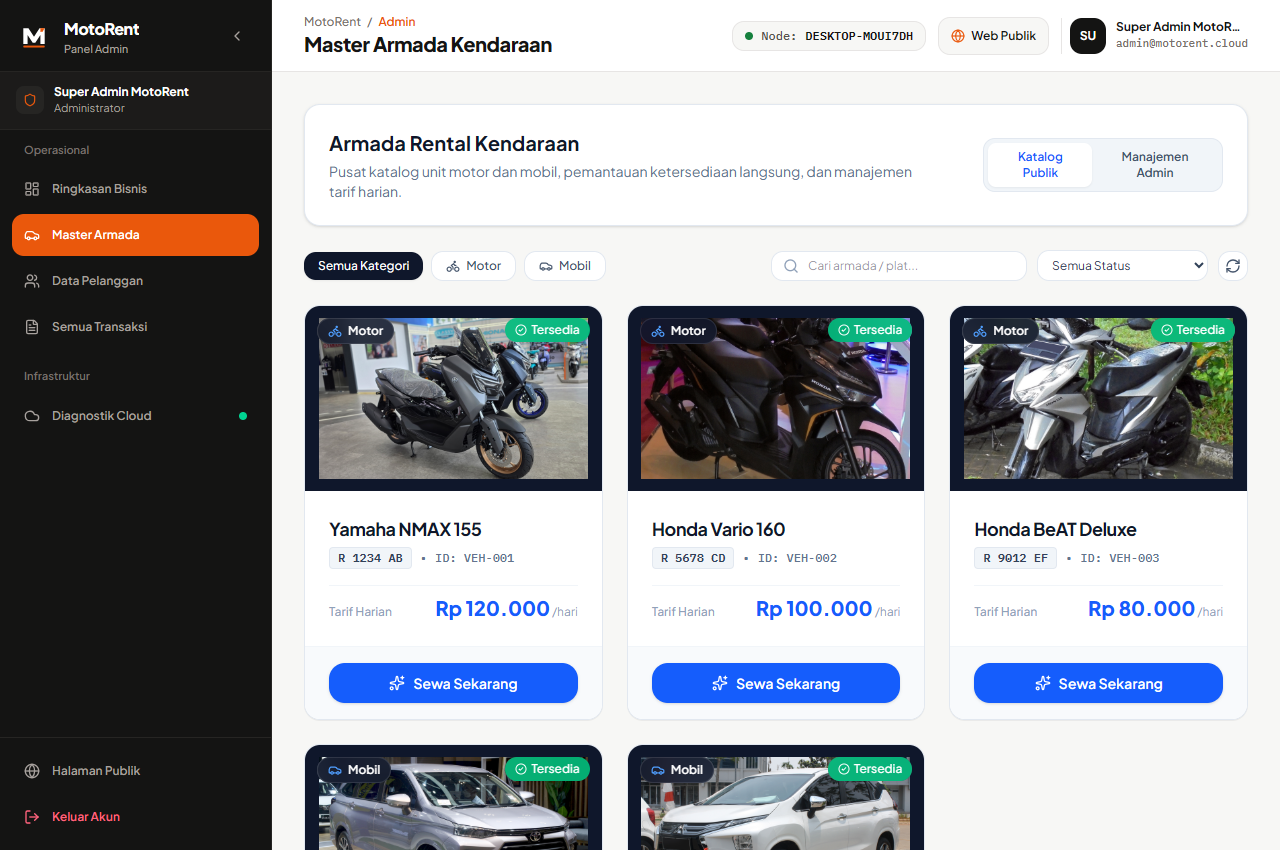 MotoRent
Panel Admin
Super Admin MotoRent
Administrator
Operasional
Ringkasan Bisnis
Master Armada
Data Pelanggan
Semua Transaksi
Infrastruktur
Diagnostik Cloud
Halaman Publik
Keluar Akun
MotoRent / Admin
Master Armada Kendaraan
Node: DESKTOP-MOUI7DH
Web Publik
SU
Super Admin MotoR...
admin@motorent.cloud
Armada Rental Kendaraan
Pusat katalog unit motor dan mobil, pemantauan ketersediaan langsung, dan manajemen
tarif harian.
Katalog
Publik
Manajemen
Admin
Semua Kategori
Motor
Mobil
Cari armada / plat...
Semua Status
Motor
Tersedia
Yamaha NMAX 155
R 1234 AB • ID: VEH-001
Tarif Harian Rp 120.000 /hari
Sewa Sekarang
Motor
Tersedia
Honda Vario 160
R 5678 CD • ID: VEH-002
Tarif Harian Rp 100.000 /hari
Sewa Sekarang
Motor
Tersedia
Honda BeAT Deluxe
R 9012 EF • ID: VEH-003
Tarif Harian Rp 80.000 /hari
Sewa Sekarang
Mobil
Tersedia
Mobil
Tersedia